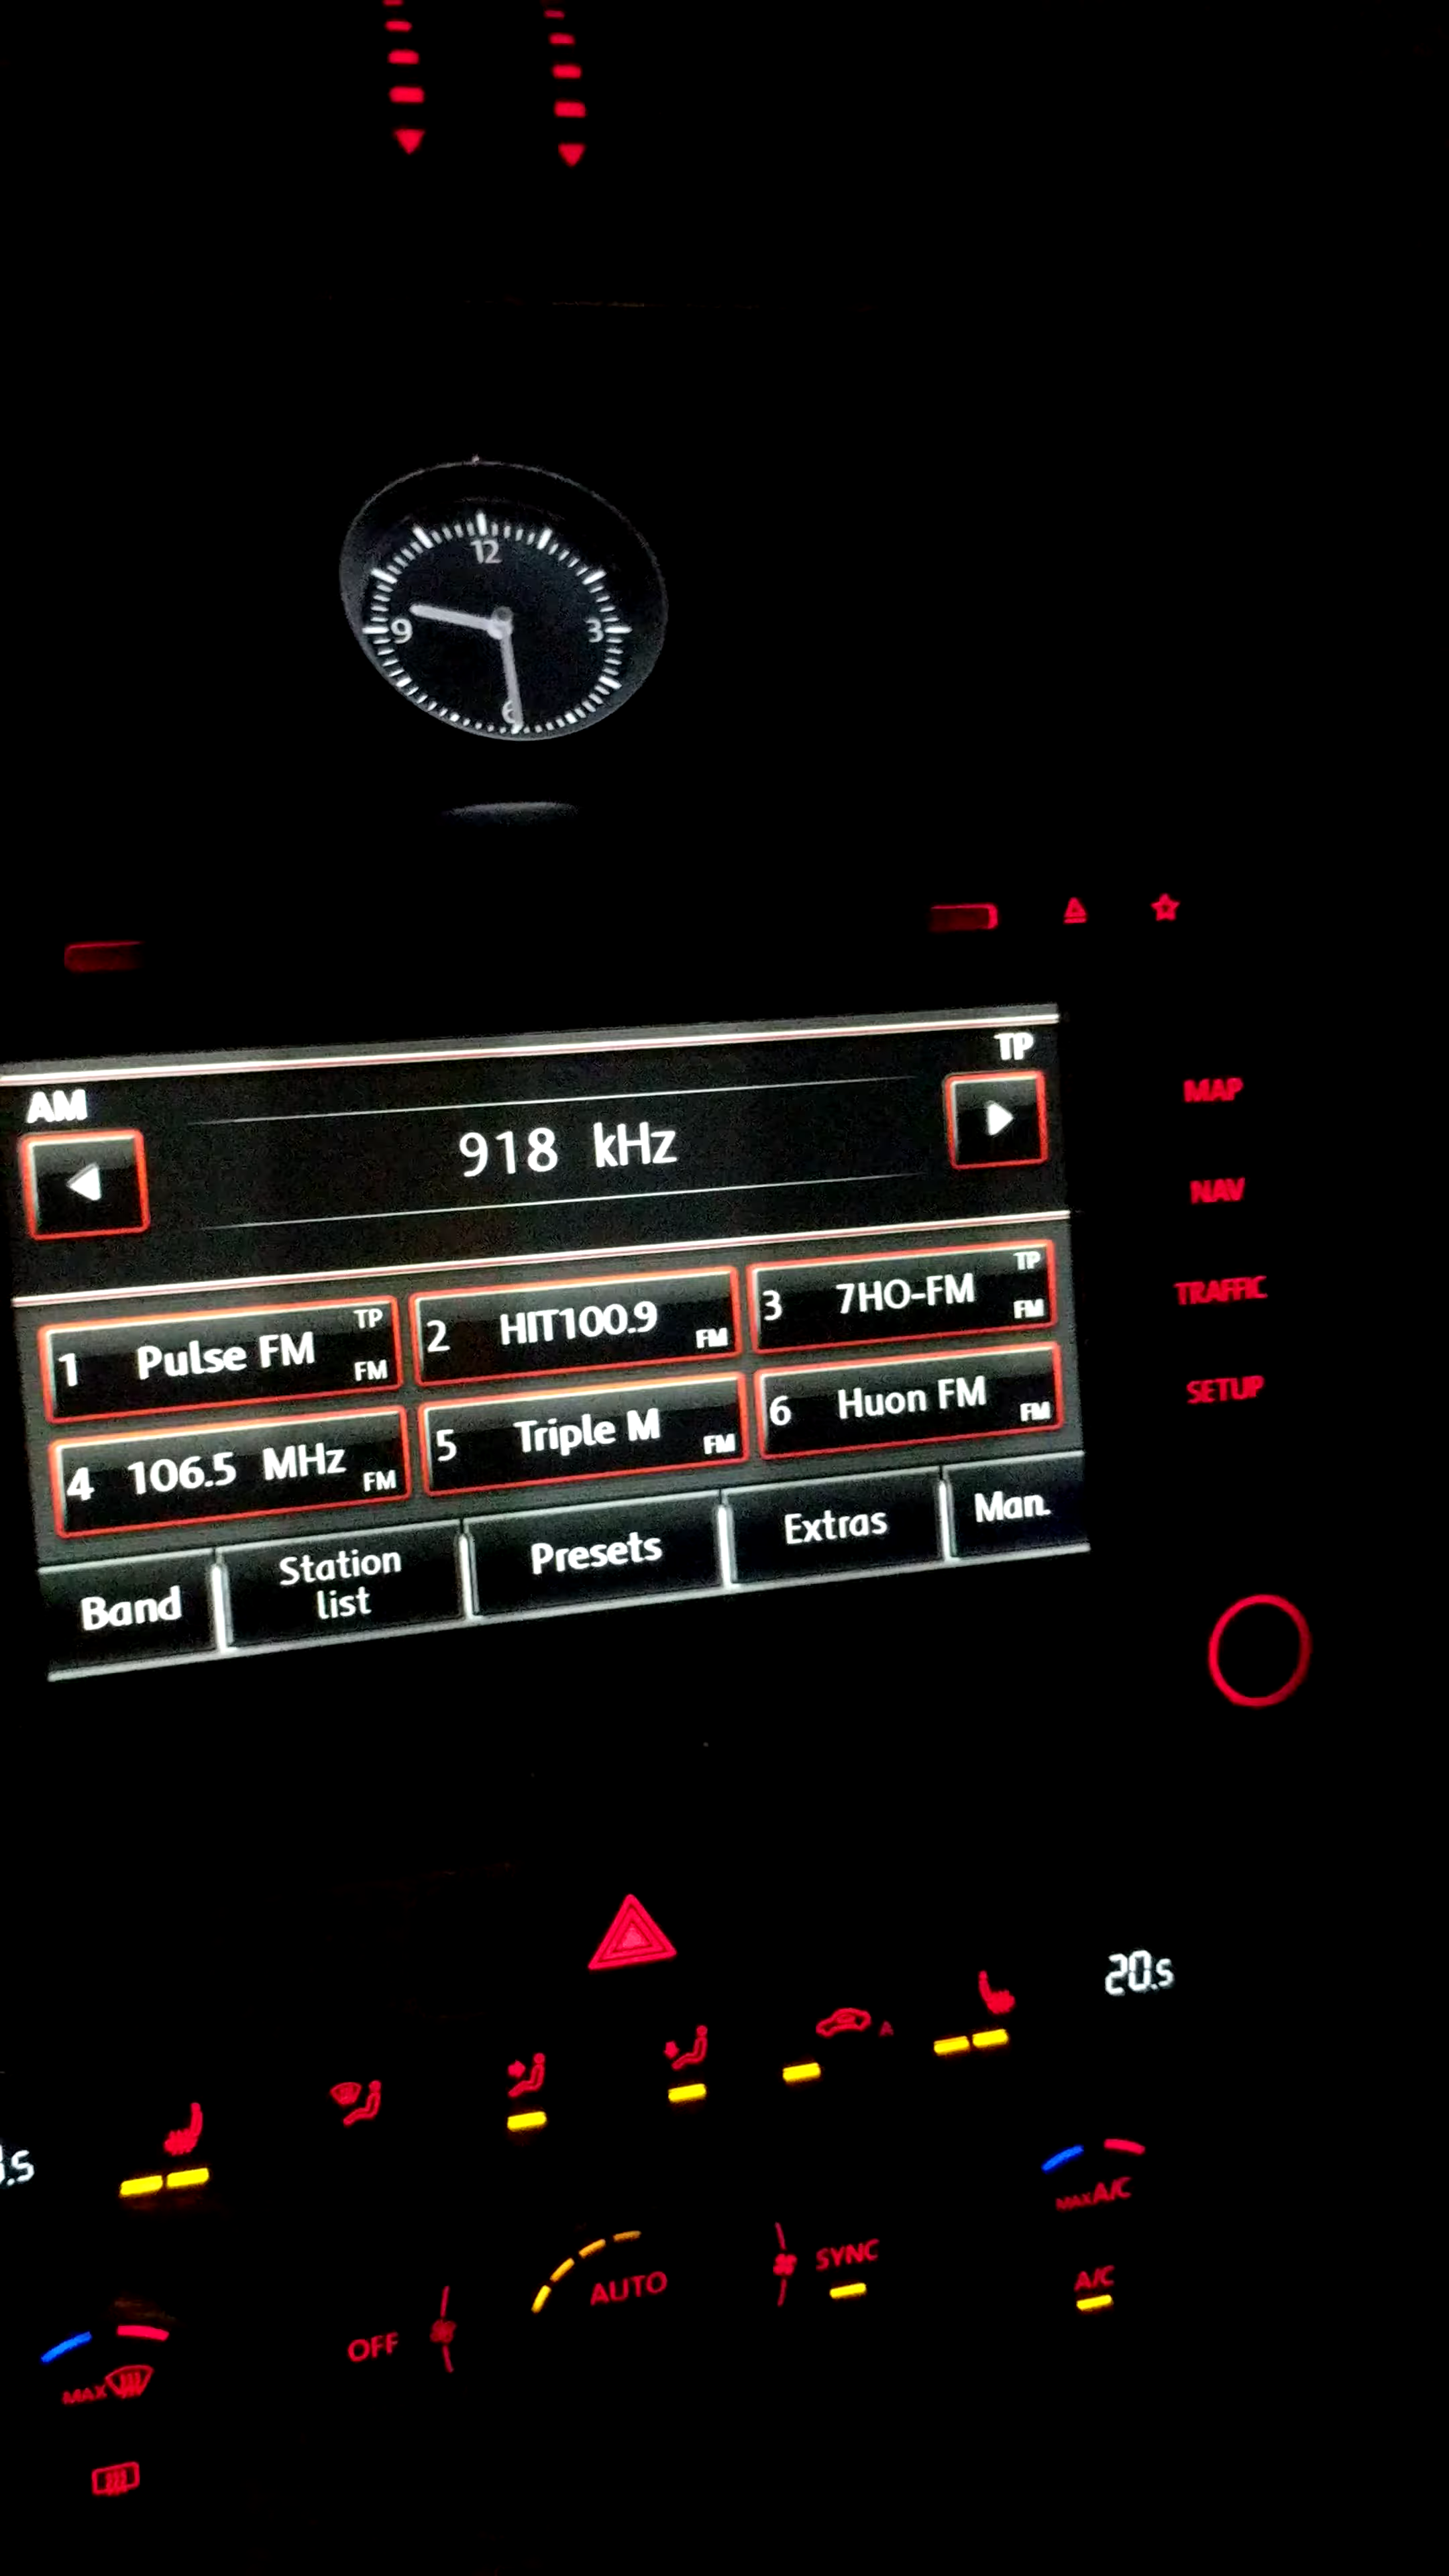 12
9 3
6
TP
AM
918 kHz
MAP
NAV
TRAFFIC
SETUP
1 Pulse FM TP FM
2 HIT100.9 FM
3 7HO-FM TP FM
4 106.5 MHz FM
5 Triple M FM
6 Huon FM FM
Band
Station
list
Presets
Extras
Man.
20.5
A
.5
MAX A/C
SYNC
AUTO
A/C
OFF
MAX